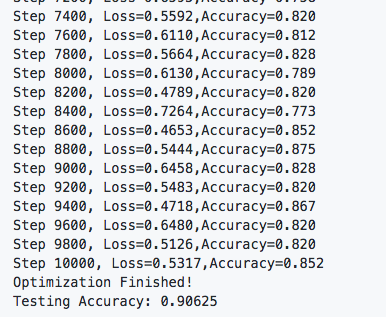 Step 7400, Loss=0.5592,Accuracy=0.820
Step 7600, Loss=0.6110,Accuracy=0.812
Step 7800, Loss=0.5664,Accuracy=0.828
Step 8000, Loss=0.6130,Accuracy=0.789
Step 8200, Loss=0.4789,Accuracy=0.820
Step 8400, Loss=0.7264,Accuracy=0.773
Step 8600, Loss=0.4653,Accuracy=0.852
Step 8800, Loss=0.5444,Accuracy=0.875
Step 9000, Loss=0.6458,Accuracy=0.828
Step 9200, Loss=0.5483,Accuracy=0.820
Step 9400, Loss=0.4718,Accuracy=0.867
Step 9600, Loss=0.6480,Accuracy=0.820
Step 9800, Loss=0.5126,Accuracy=0.820
Step 10000, Loss=0.5317,Accuracy=0.852
Optimization Finished!
Testing Accuracy: 0.90625